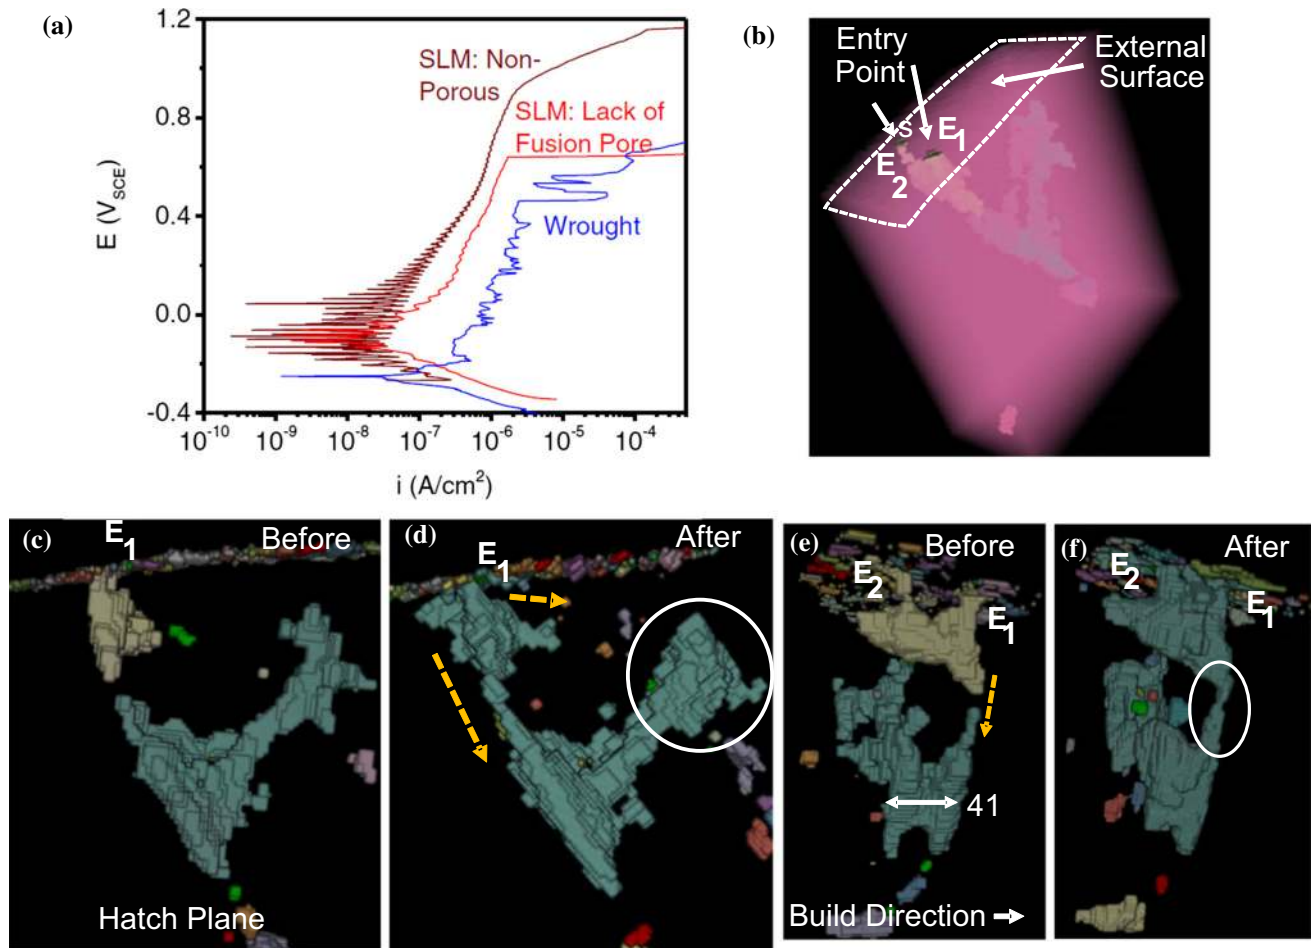 (a)
1.2
0.8
0.4
0.0
-0.4
E (V_SCE)
SLM: Non-
Porous
SLM: Lack of
Fusion Pore
Wrought
10^-10
10^-9
10^-8
10^-7
10^-6
10^-5
10^-4
i (A/cm^2)
(b)
Entry
Point
s
External
Surface
E_1
E_2
(c)
E_1
Before
Hatch Plane
(d)
E_1
After
(e)
Before
E_2
E_1
41
Build Direction
(f)
After
E_2
E_1